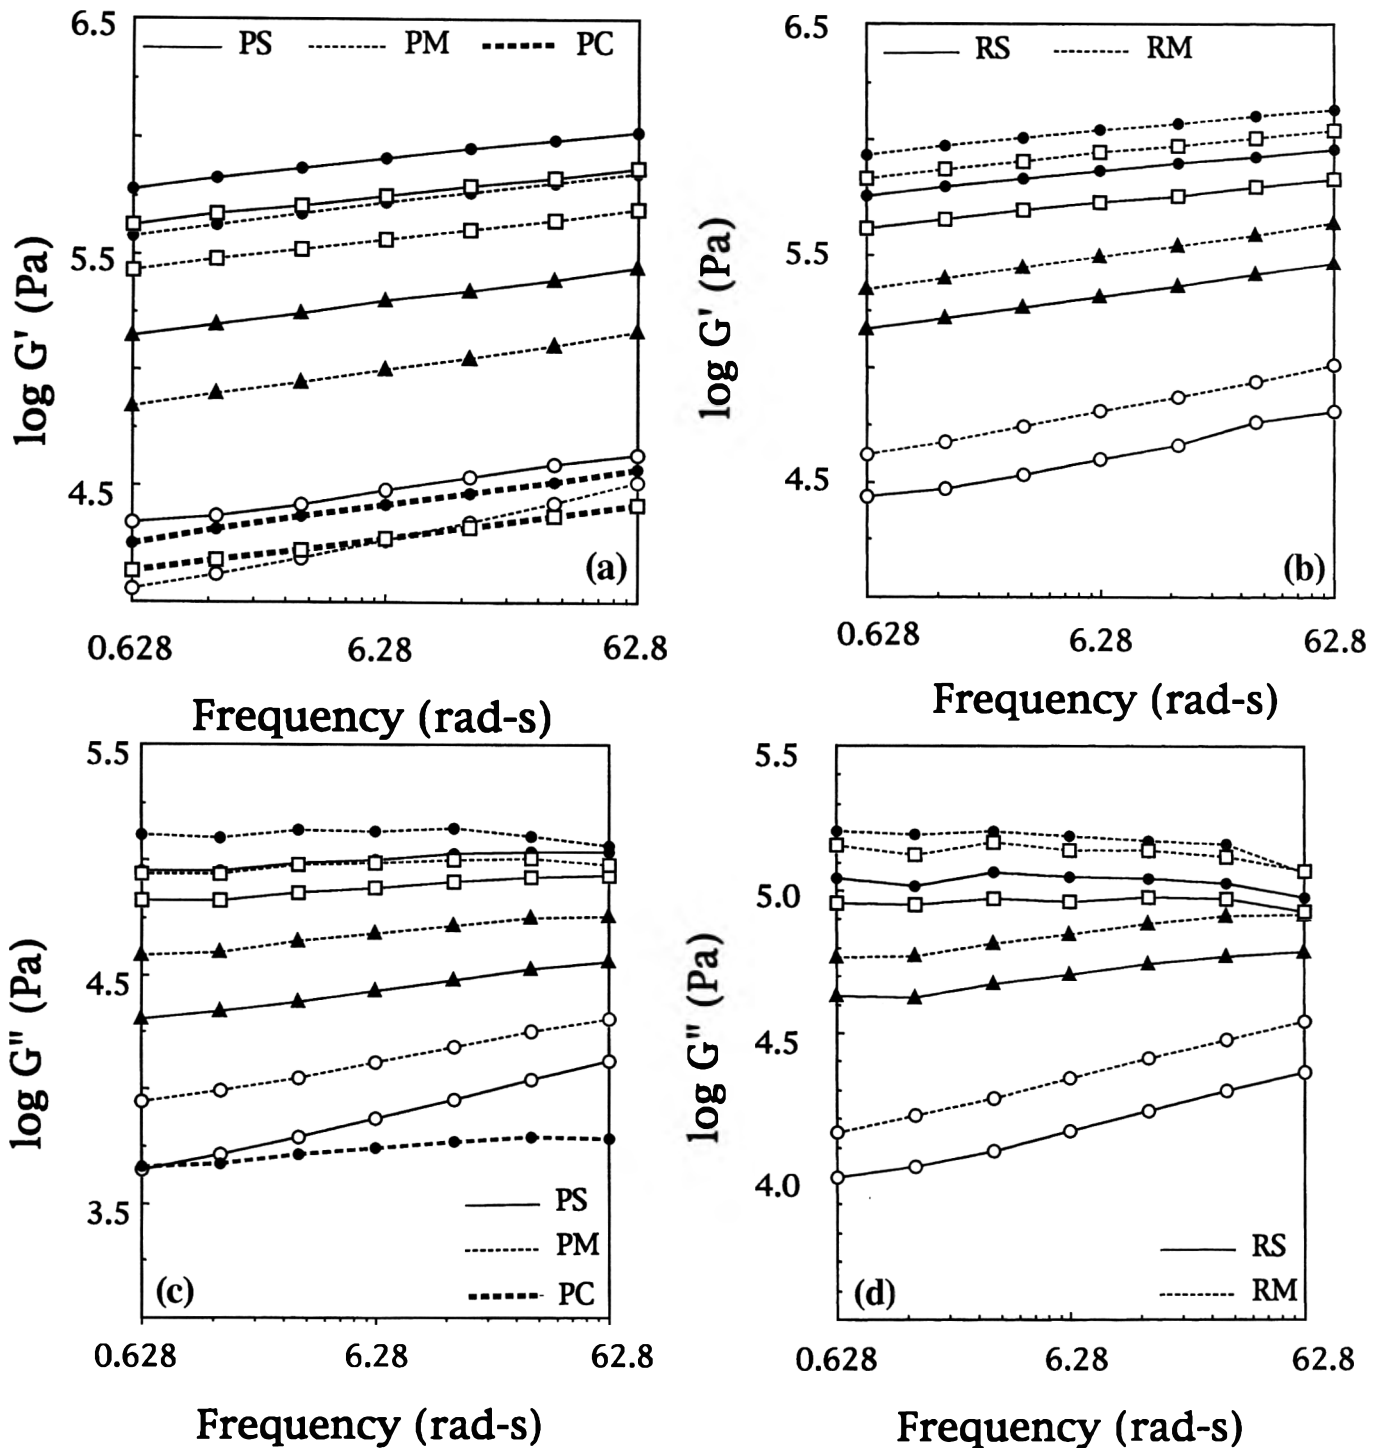 6.5
PS PM PC
5.5
4.5
log G' (Pa)
(a)
0.628 6.28 62.8
Frequency (rad-s)
6.5
RS RM
5.5
4.5
log G' (Pa)
(b)
0.628 6.28 62.8
Frequency (rad-s)
5.5
4.5
3.5
log G" (Pa)
PS
PM
PC
(c)
0.628 6.28 62.8
Frequency (rad-s)
5.5
5.0
4.5
4.0
log G" (Pa)
RS
RM
(d)
0.628 6.28 62.8
Frequency (rad-s)